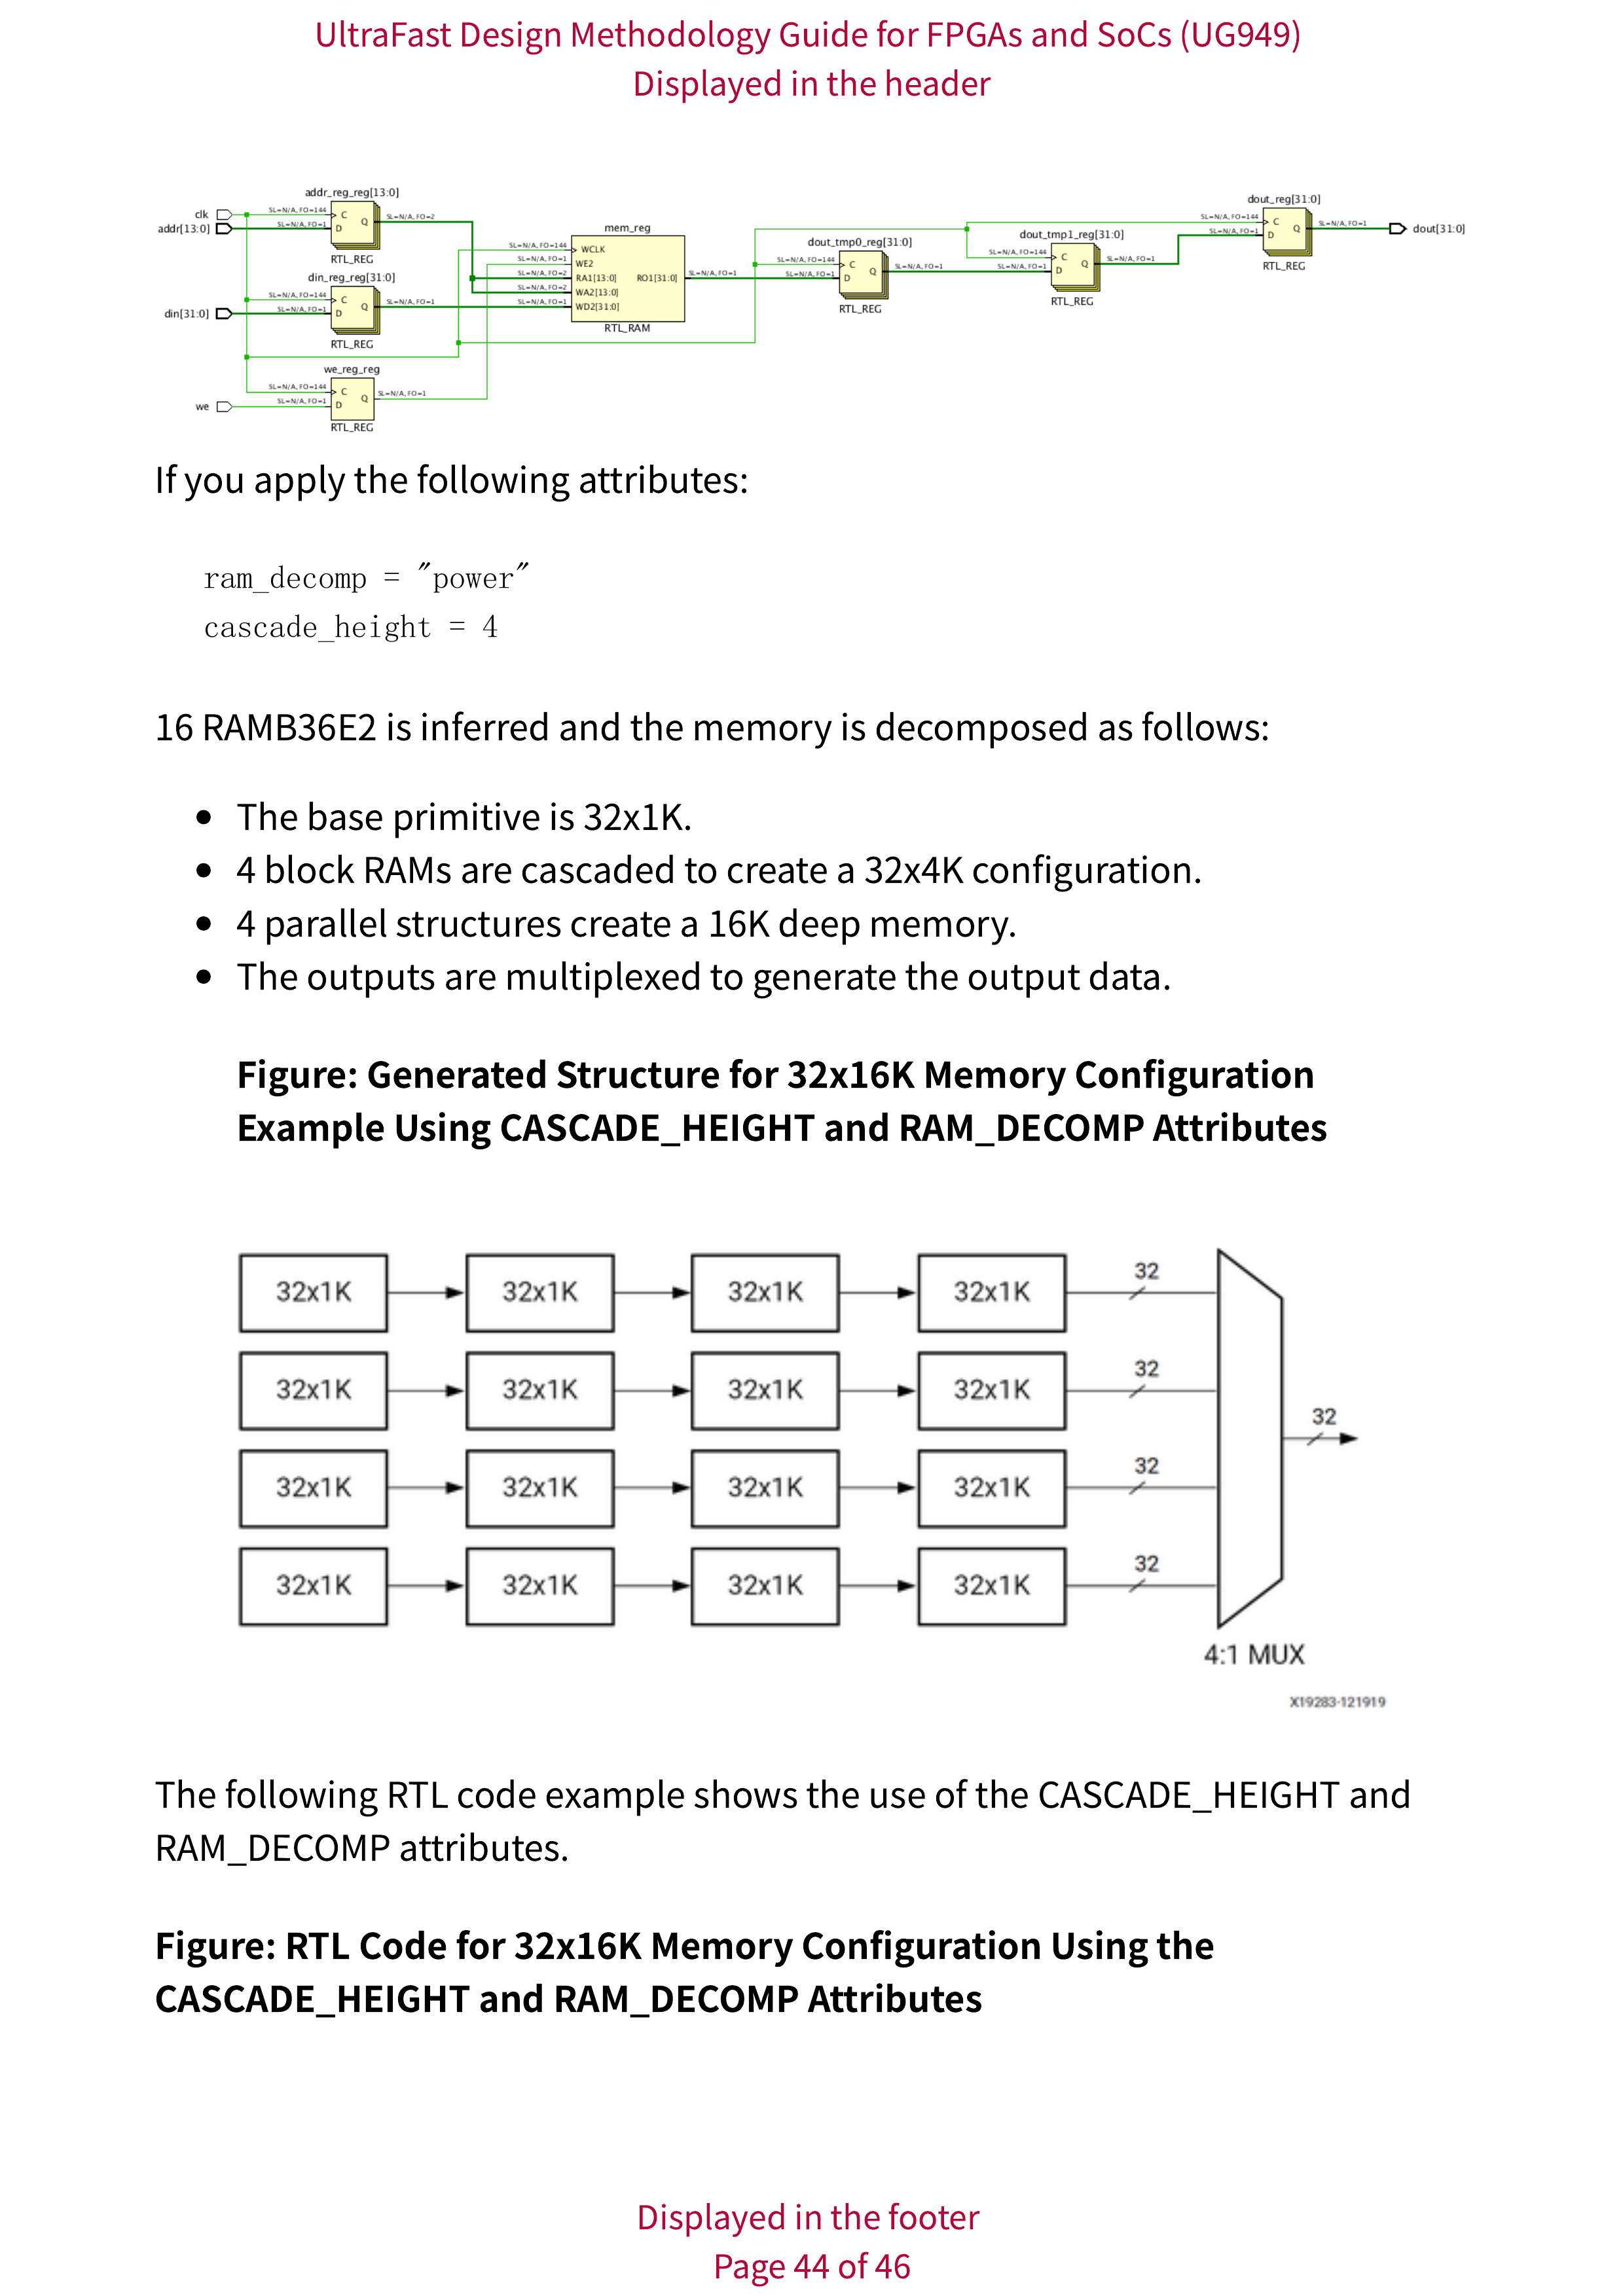 UltraFast Design Methodology Guide for FPGAs and SoCs (UG949)
Displayed in the header
addr_reg_reg[13:0]
clk
SL=N/A, FO=144
C
Q
SL=N/A, FO=2
addr[13:0]
SL=N/A, FO=1
D
RTL_REG
din_reg_reg[31:0]
SL=N/A, FO=144
C
Q
SL=N/A, FO=1
din[31:0]
SL=N/A, FO=1
D
RTL_REG
we_reg_reg
SL=N/A, FO=144
C
Q
SL=N/A, FO=1
we
SL=N/A, FO=1
D
RTL_REG
mem_reg
SL=N/A, FO=144
WCLK
SL=N/A, FO=1
WE2
SL=N/A, FO=2
RA1[13:0]
RO1[31:0]
SL=N/A, FO=1
SL=N/A, FO=2
WA2[13:0]
SL=N/A, FO=1
WD2[31:0]
RTL_RAM
dout_tmp0_reg[31:0]
SL=N/A, FO=144
C
Q
SL=N/A, FO=1
SL=N/A, FO=1
D
RTL_REG
dout_tmp1_reg[31:0]
SL=N/A, FO=144
C
Q
SL=N/A, FO=1
SL=N/A, FO=1
D
RTL_REG
dout_reg[31:0]
SL=N/A, FO=144
C
Q
SL=N/A, FO=1
dout[31:0]
SL=N/A, FO=1
D
RTL_REG
If you apply the following attributes:
ram_decomp = "power"
cascade_height = 4
16 RAMB36E2 is inferred and the memory is decomposed as follows:
• The base primitive is 32x1K.
• 4 block RAMs are cascaded to create a 32x4K configuration.
• 4 parallel structures create a 16K deep memory.
• The outputs are multiplexed to generate the output data.
Figure: Generated Structure for 32x16K Memory Configuration
Example Using CASCADE_HEIGHT and RAM_DECOMP Attributes
32x1K 32x1K 32x1K 32x1K 32
32x1K 32x1K 32x1K 32x1K 32
32
32x1K 32x1K 32x1K 32x1K 32
32x1K 32x1K 32x1K 32x1K 32
4:1 MUX
X19283-121919
The following RTL code example shows the use of the CASCADE_HEIGHT and
RAM_DECOMP attributes.
Figure: RTL Code for 32x16K Memory Configuration Using the
CASCADE_HEIGHT and RAM_DECOMP Attributes
Displayed in the footer
Page 44 of 46